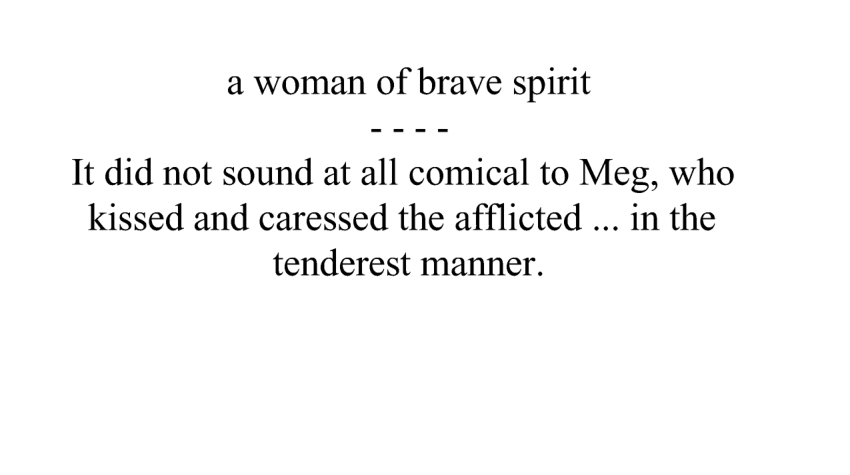 a woman of brave spirit
- - - -
It did not sound at all comical to Meg, who
kissed and caressed the afflicted ... in the
tenderest manner.